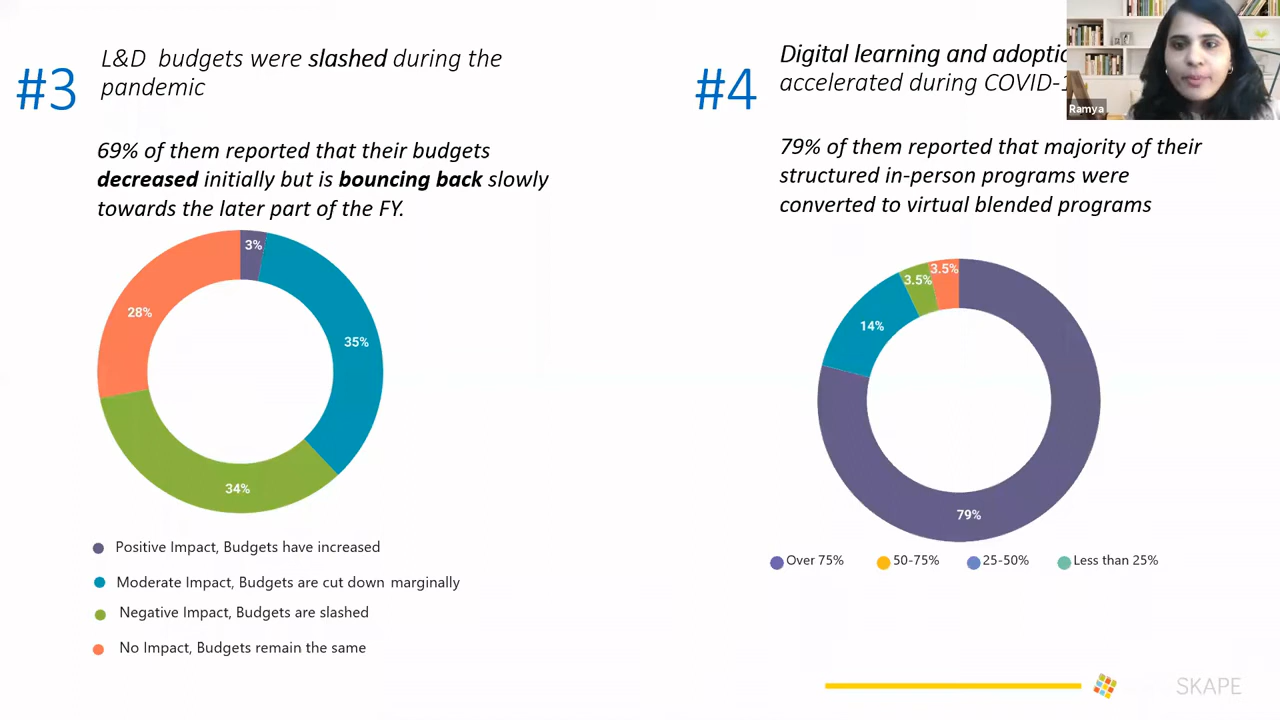 #3
L&D budgets were slashed during the
pandemic
69% of them reported that their budgets
decreased initially but is bouncing back slowly
towards the later part of the FY.
3%
28%
35%
34%
Positive Impact, Budgets have increased
Moderate Impact, Budgets are cut down marginally
Negative Impact, Budgets are slashed
No Impact, Budgets remain the same
#4
Digital learning and
accelerated during
79% of them reported that majority of their
structured in-person programs were
converted to virtual blended programs
3.5%
3.5%
14%
79%
Over 75% 50-75% 25-50% Less than 25%
Ramya
SKAPE